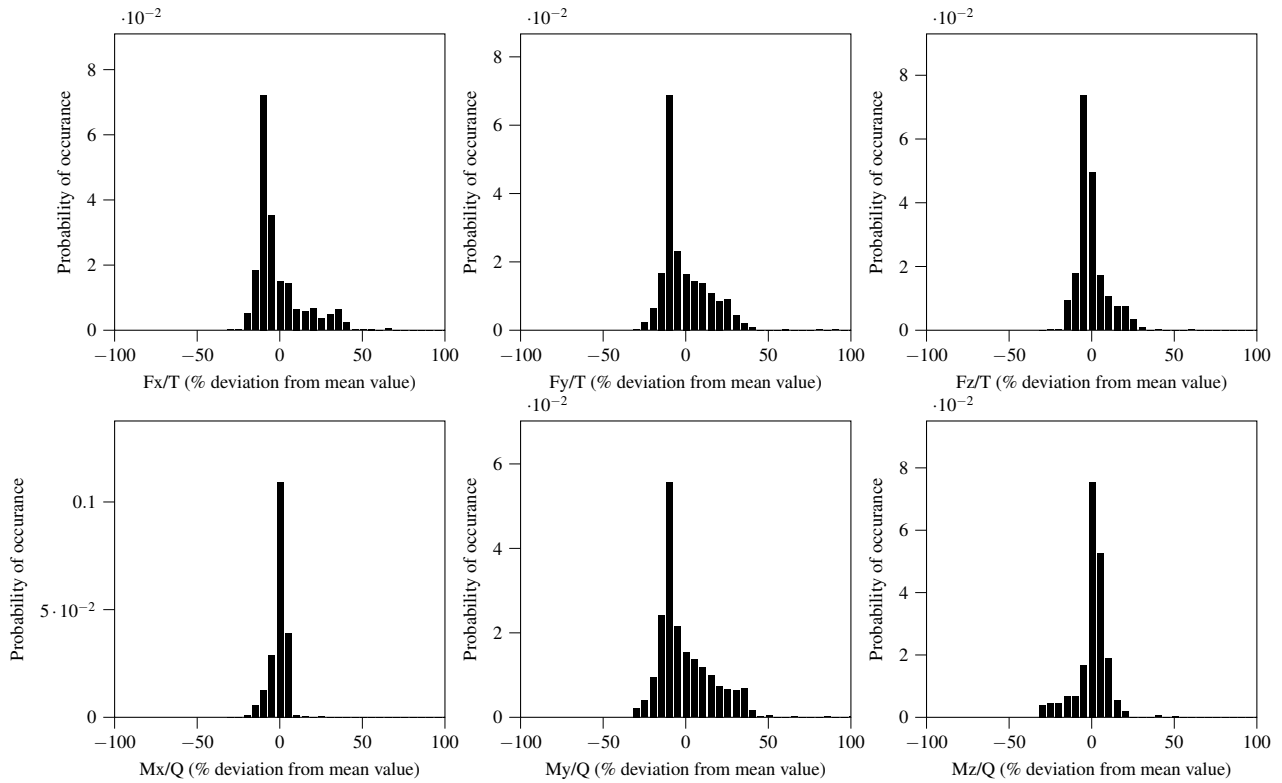 ·10−2
8
6
4
2
0
Probability of occurance
−100 −50 0 50 100
Fx/T (% deviation from mean value)
·10−2
8
6
4
2
0
Probability of occurance
−100 −50 0 50 100
Fy/T (% deviation from mean value)
·10−2
8
6
4
2
0
Probability of occurance
−100 −50 0 50 100
Fz/T (% deviation from mean value)
0.1
5·10−2
0
Probability of occurance
−100 −50 0 50 100
Mx/Q (% deviation from mean value)
·10−2
6
4
2
0
Probability of occurance
−100 −50 0 50 100
My/Q (% deviation from mean value)
·10−2
8
6
4
2
0
Probability of occurance
−100 −50 0 50 100
Mz/Q (% deviation from mean value)